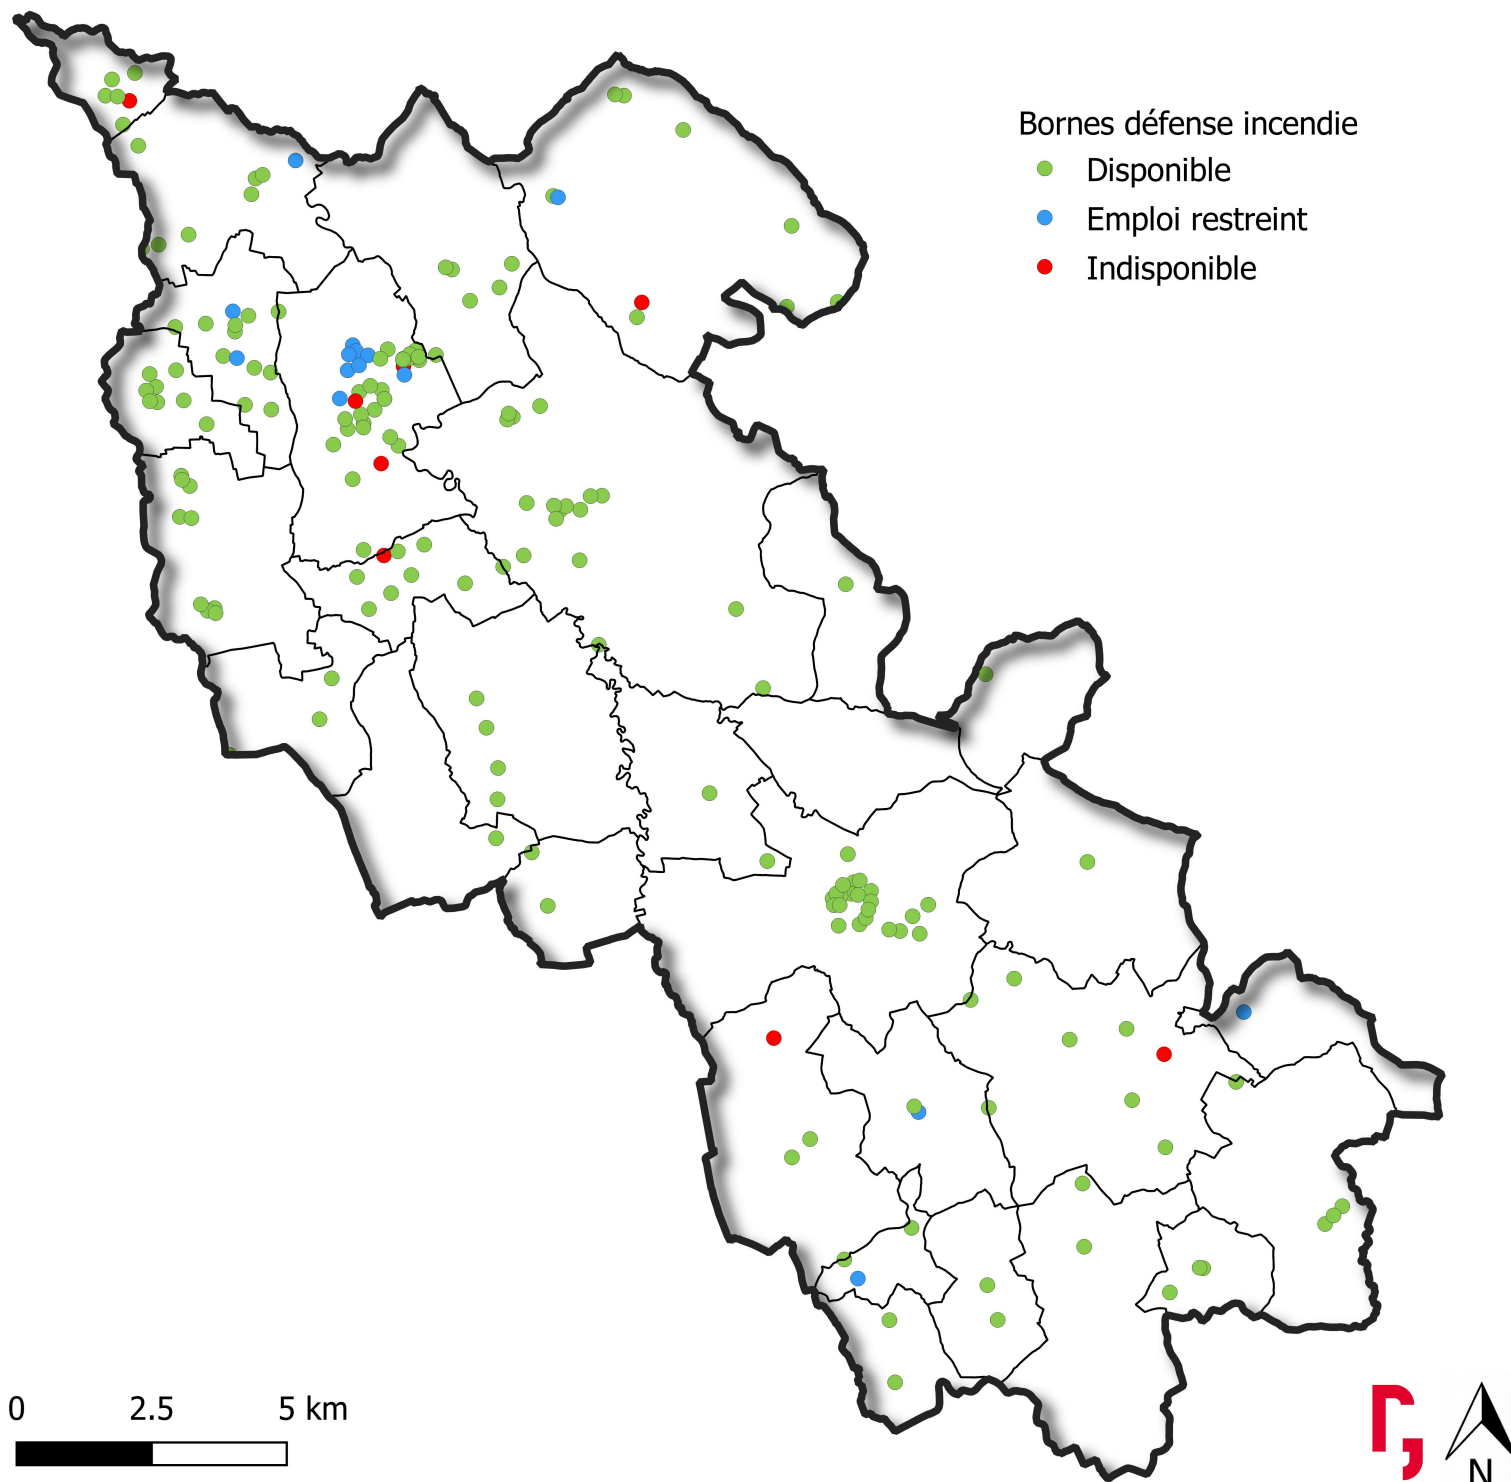 Bornes défense incendie
Disponible
Emploi restreint
Indisponible
0 2.5 5 km
N